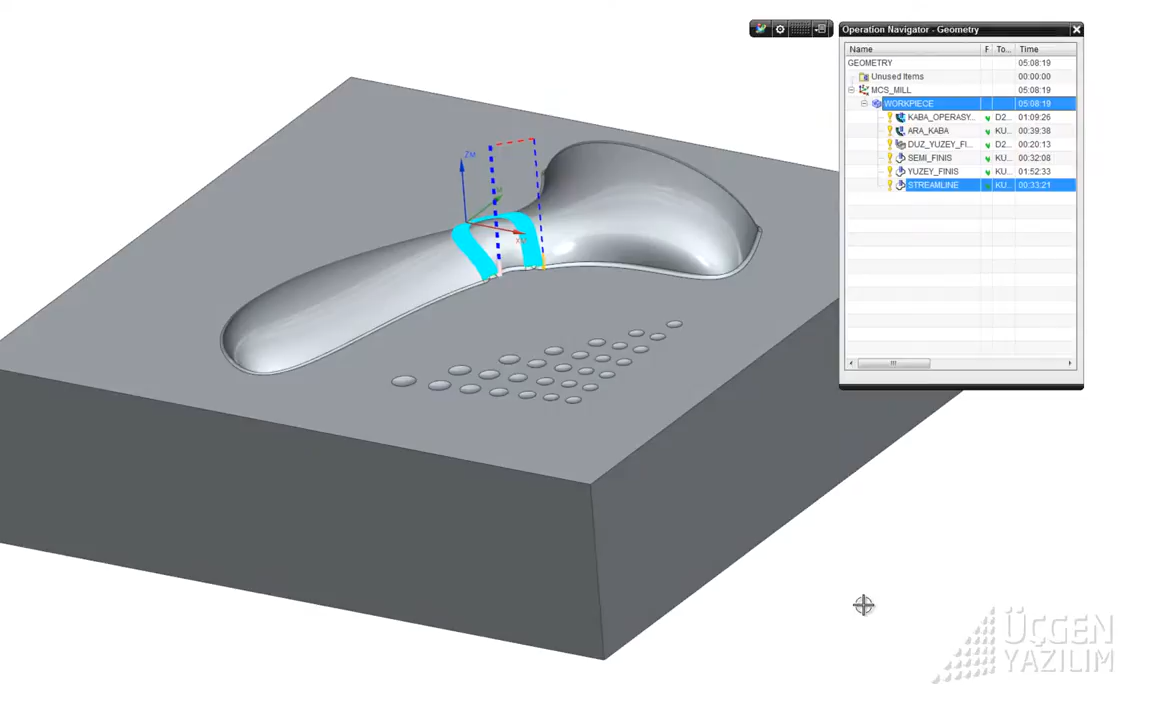 Operation Navigator - Geometry
Name F To... Time
GEOMETRY 05:08:19
Unused Items 00:00:00
MCS_MILL 05:08:19
WORKPIECE 05:08:19
KABA_OPERASY... D2... 01:09:26
ARA_KABA KU... 00:39:38
DUZ_YUZEY_FI... D2... 00:20:13
SEMI_FINIS KU... 00:32:08
YUZEY_FINIS KU... 01:52:33
STREAMLINE KU... 00:33:21
ZM
XM
ÜÇGEN
YAZILIM